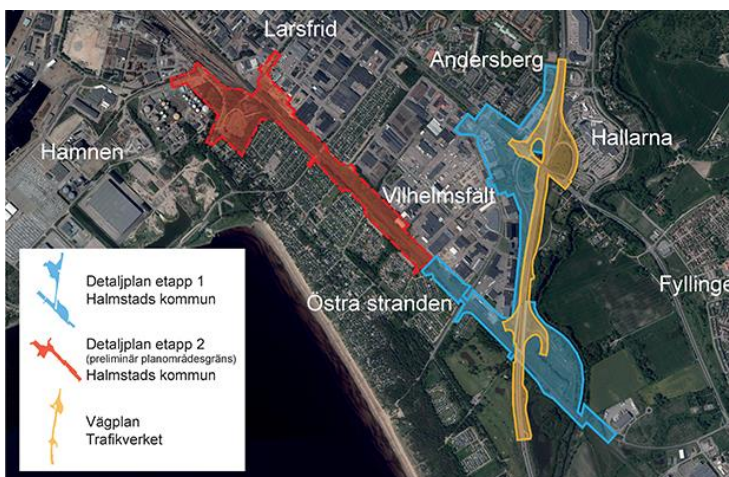 Larsfrid
Andersberg
Hamnen
Hallarna
Vilhelmsfält
Östra stranden
Fyllinge
Detaljplan etapp 1
Halmstads kommun
Detaljplan etapp 2
(preliminär planområdesgräns)
Halmstads kommun
Vägplan
Trafikverket